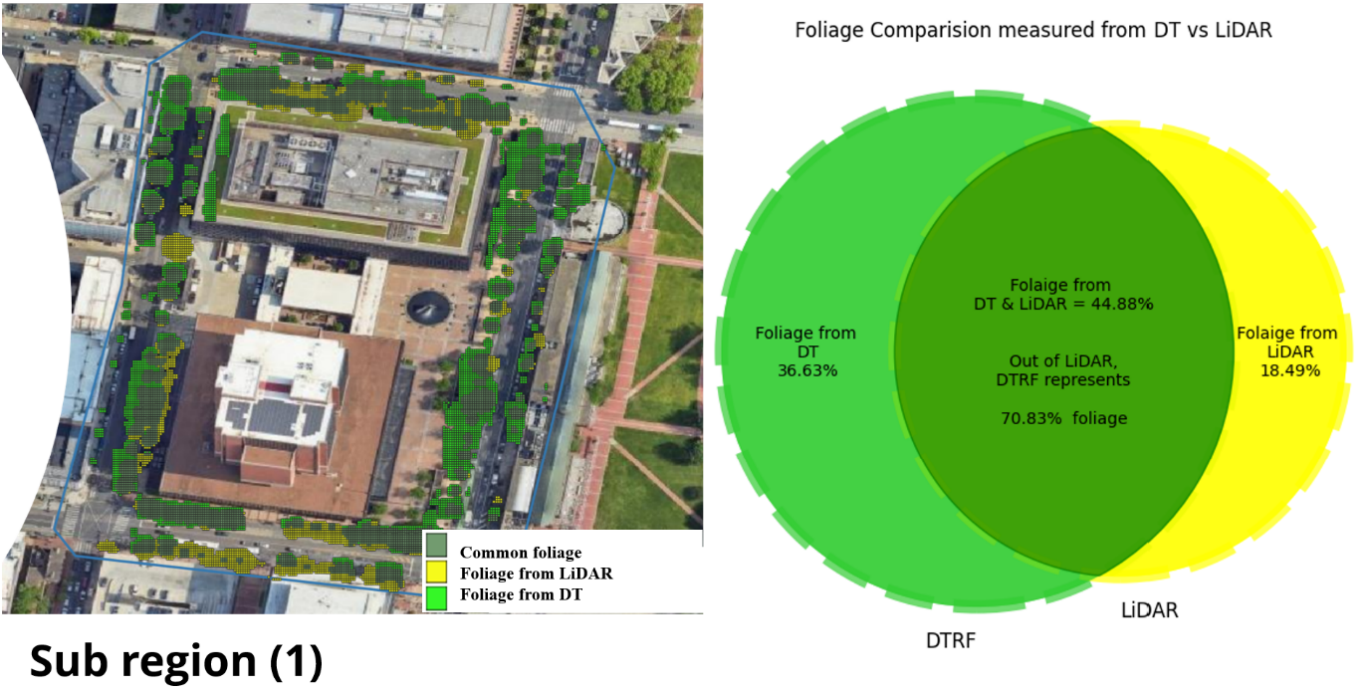 Common foliage
Foliage from LiDAR
Foliage from DT
Sub region (1)
Foliage Comparision measured from DT vs LiDAR
Foliage from
DT
36.63%
Folaige from
DT & LiDAR = 44.88%
Out of LiDAR,
DTRF represents
70.83% foliage
Folaige from
LiDAR
18.49%
DTRF
LiDAR